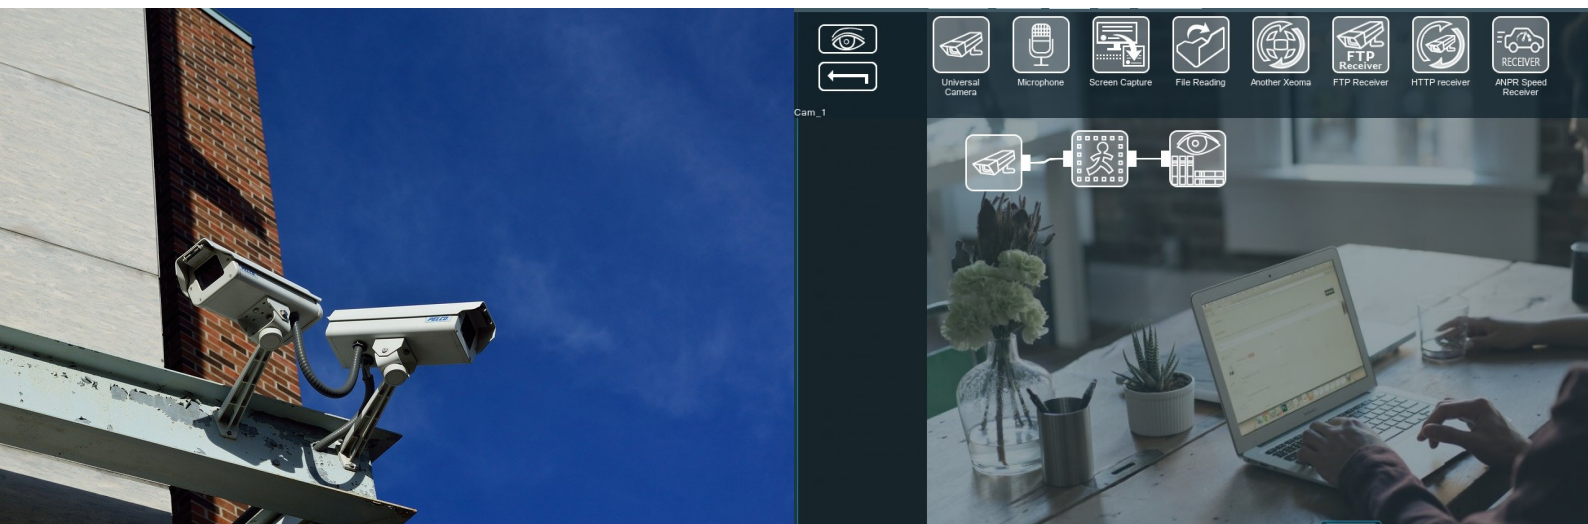 PELCO
Universal
Camera
Microphone
Screen Capture
File Reading
Another Xeoma
FTP
Receiver
FTP Receiver
HTTP receiver
RECEIVER
ANPR Speed
Receiver
Cam_1